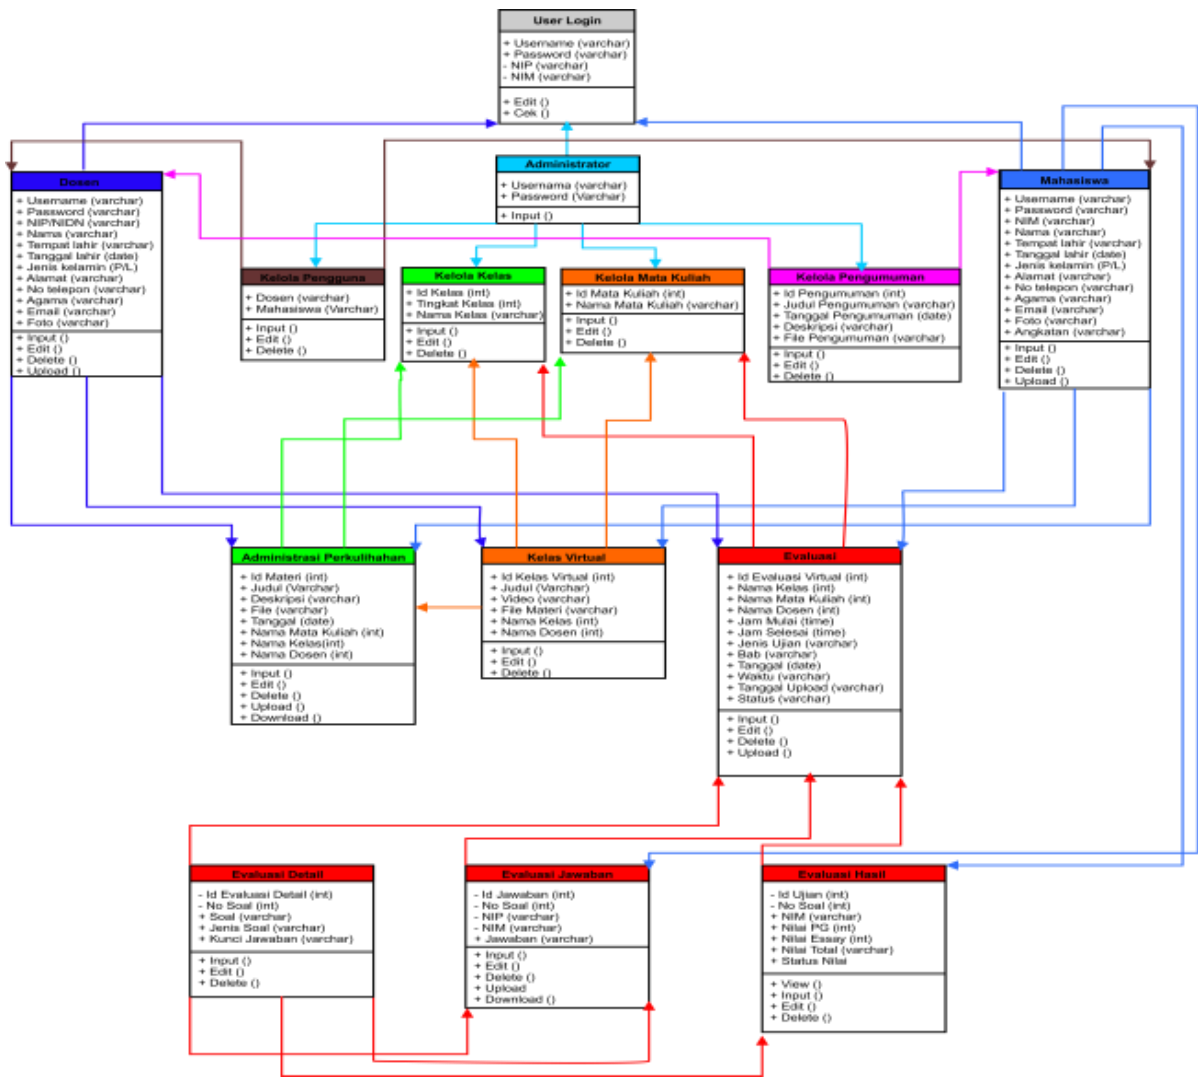 User Login
+ Username (varchar)
+ Password (varchar)
- NIP (varchar)
- NIM (varchar)
+ Edit ()
+ Cek ()
Administrator
+ Usernama (varchar)
+ Password (Varchar)
+ Input ()
Dosen
+ Username (varchar)
+ Password (varchar)
+ NIP/NIDN (varchar)
+ Nama (varchar)
+ Tempat lahir (varchar)
+ Tanggal lahir (date)
+ Jenis kelamin (P/L)
+ Alamat (varchar)
+ No telepon (varchar)
+ Agama (varchar)
+ Email (varchar)
+ Foto (varchar)
+ Input ()
+ Edit ()
+ Delete ()
+ Upload ()
Mahasiswa
+ Username (varchar)
+ Password (varchar)
+ NIM (varchar)
+ Nama (varchar)
+ Tempat lahir (varchar)
+ Tanggal lahir (date)
+ Jenis kelamin (P/L)
+ Alamat (varchar)
+ No telepon (varchar)
+ Agama (varchar)
+ Email (varchar)
+ Foto (varchar)
+ Angkatan (varchar)
+ Input ()
+ Edit ()
+ Delete ()
+ Upload ()
Kelola Pengguna
+ Dosen (varchar)
+ Mahasiswa (Varchar)
+ Input ()
+ Edit ()
+ Delete ()
Kelola Kelas
+ Id Kelas (int)
+ Tingkat Kelas (int)
+ Nama Kelas (varchar)
+ Input ()
+ Edit ()
+ Delete ()
Kelola Mata Kuliah
+ Id Mata Kuliah (int)
+ Nama Mata Kuliah (varchar)
+ Input ()
+ Edit ()
+ Delete ()
Kelola Pengumuman
+ Id Pengumuman (int)
+ Judul Pengumuman (varchar)
+ Tanggal Pengumuman (date)
+ Deskripsi (varchar)
+ File Pengumuman (varchar)
+ Input ()
+ Edit ()
+ Delete ()
Administrasi Perkulihahan
+ Id Materi (int)
+ Judul (Varchar)
+ Deskripsi (varchar)
+ File (varchar)
+ Tanggal (date)
+ Nama Mata Kuliah (int)
+ Nama Kelas(int)
+ Nama Dosen (int)
+ Input ()
+ Edit ()
+ Delete ()
+ Upload ()
+ Download ()
Kelas Virtual
+ Id Kelas Virtual (int)
+ Judul (Varchar)
+ Video (varchar)
+ File Materi (varchar)
+ Nama Kelas (int)
+ Nama Dosen (int)
+ Input ()
+ Edit ()
+ Delete ()
Evaluasi
+ Id Evaluasi Virtual (int)
+ Nama Kelas (int)
+ Nama Mata Kuliah (int)
+ Nama Dosen (int)
+ Jam Mulai (time)
+ Jam Selesai (time)
+ Jenis Ujian (varchar)
+ Bab (varchar)
+ Tanggal (date)
+ Waktu (varchar)
+ Tanggal Upload (varchar)
+ Status (varchar)
+ Input ()
+ Edit ()
+ Delete ()
+ Upload ()
Evaluasi Detail
- Id Evaluasi Detail (int)
- No Soal (int)
+ Soal (varchar)
+ Jenis Soal (varchar)
+ Kunci Jawaban (varchar)
+ Input ()
+ Edit ()
+ Delete ()
Evaluasi Jawaban
- Id Jawaban (int)
- No Soal (int)
- NIP (varchar)
- NIM (varchar)
+ Jawaban (varchar)
+ Input ()
+ Edit ()
+ Delete ()
+ Upload
+ Download ()
Evaluasi Hasil
- Id Ujian (int)
- No Soal (int)
+ NIM (varchar)
+ Nilai PG (int)
+ Nilai Essay (int)
+ Nilai Total (varchar)
+ Status Nilai
+ View ()
+ Input ()
+ Edit ()
+ Delete ()